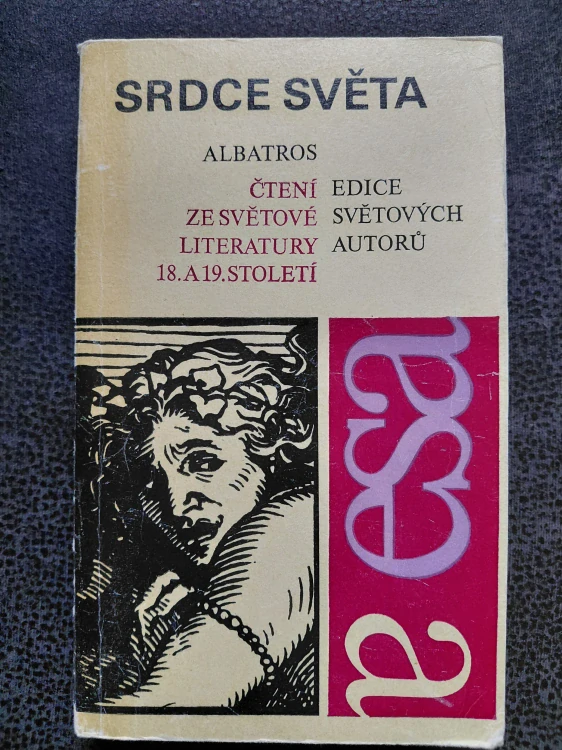 SRDCE SVĚTA
ALBATROS
ČTENÍ
ZE SVĚTOVÉ
LITERATURY
18. A 19. STOLETÍ
EDICE
SVĚTOVÝCH
AUTORŮ
esa
a